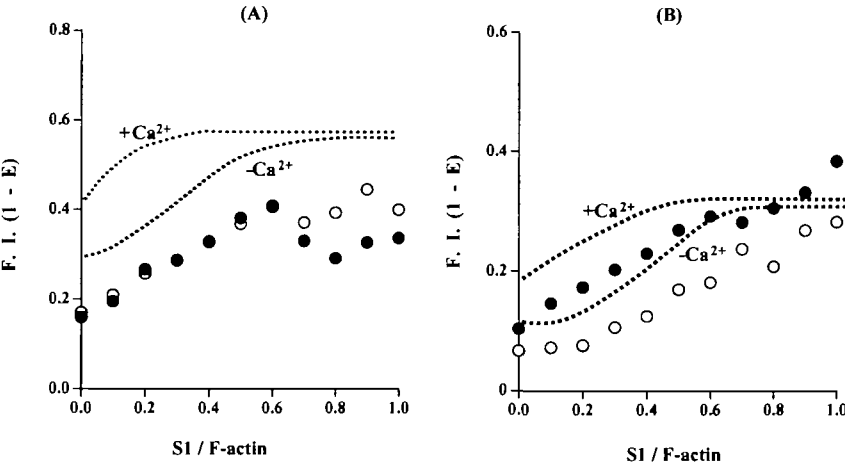 (A)
0.8
0.6
0.4
0.2
0.0
F. I. (1 - E)
+Ca²⁺
-Ca²⁺
0.0 0.2 0.4 0.6 0.8 1.0
S1 / F-actin
(B)
0.6
0.4
0.2
0
F. I. (1 - E)
+Ca²⁺
-Ca²⁺
0.0 0.2 0.4 0.6 0.8 1.0
S1 / F-actin